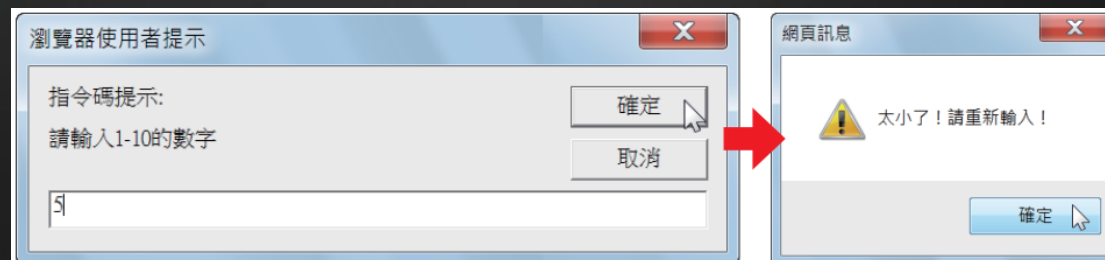 瀏覽器使用者提示
指令碼提示:
請輸入1-10的數字
確定
取消
5
網頁訊息
太小了！請重新輸入！
確定